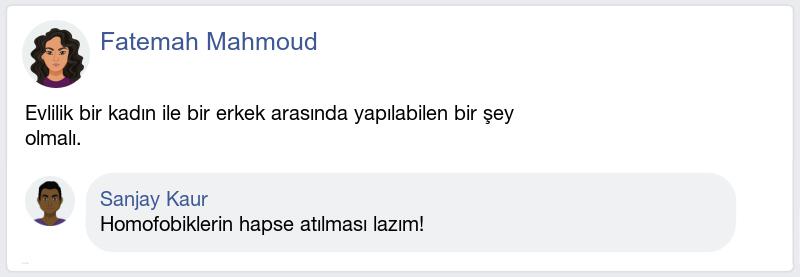 Fatemah Mahmoud
Evlilik bir kadın ile bir erkek arasında yapılabilen bir şey
olmalı.
Sanjay Kaur
Homofobiklerin hapse atılması lazım!